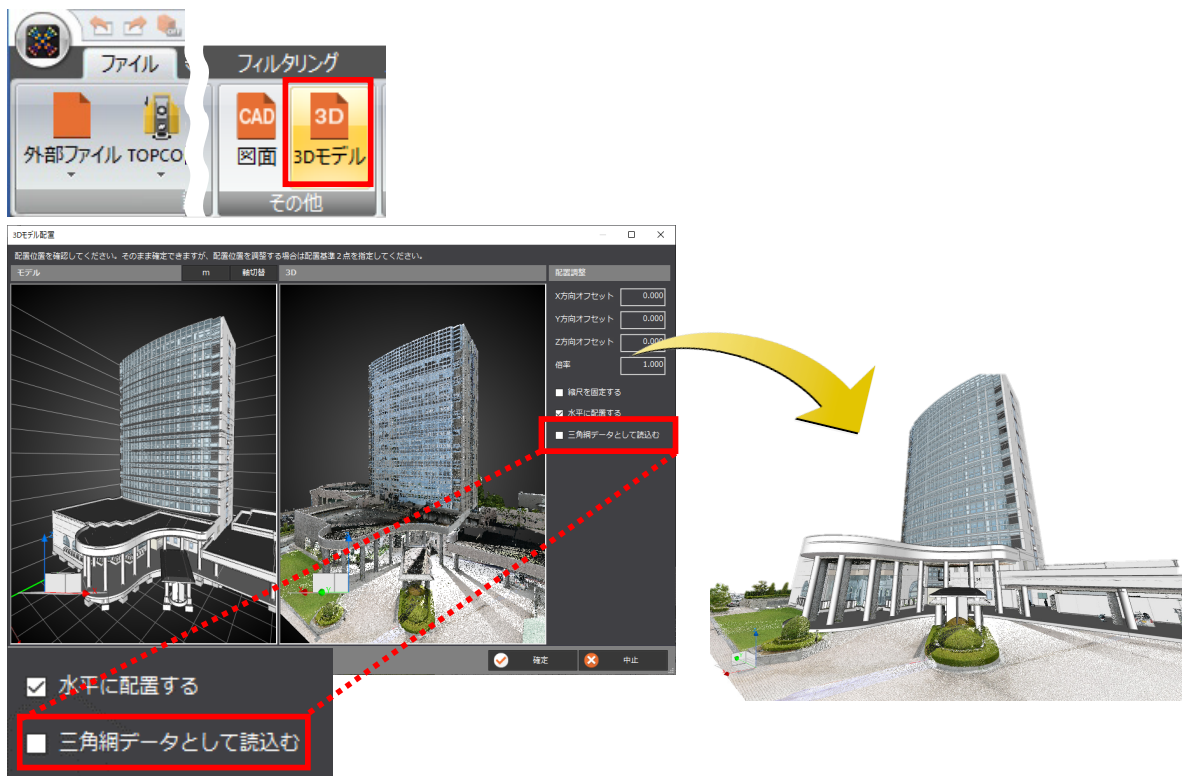 ファイル
フィルタリング
外部ファイル
TOPCO
CAD
図面
3D
3Dモデル
その他
3Dモデル配置
配置位置を確認してください。そのまま確定できますが、配置位置を調整する場合は配置基準2点を指定してください。
モデル
m
軸切替
3D
配置調整
X方向オフセット 0.000
Y方向オフセット 0.000
Z方向オフセット 0.000
倍率 1.000
縮尺を固定する
水平に配置する
三角網データとして読込む
確定
中止
水平に配置する
三角網データとして読込む